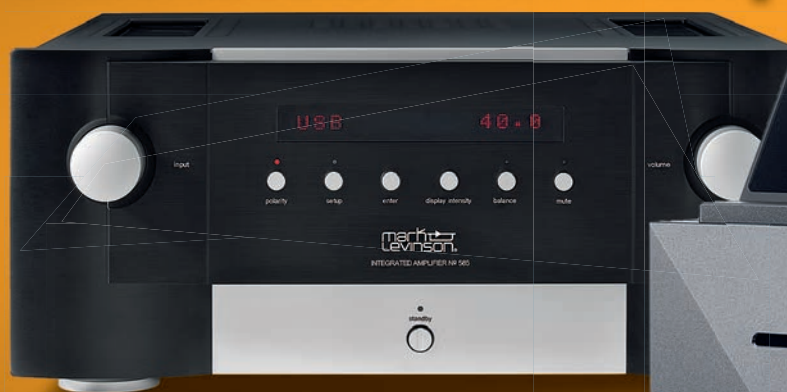 USB 40.0
input
volume
polarity setup enter display intensity balance mute
mark Levinson®
INTEGRATED AMPLIFIER Nº 585
standby